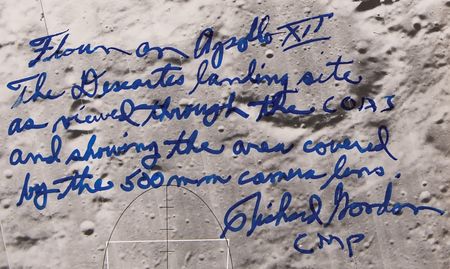 Flown on Apollo XII
The Descartes landing site
as viewed through the COAS
and showing the area covered
by the 500mm camera lens.
Richard Gordon
CMP